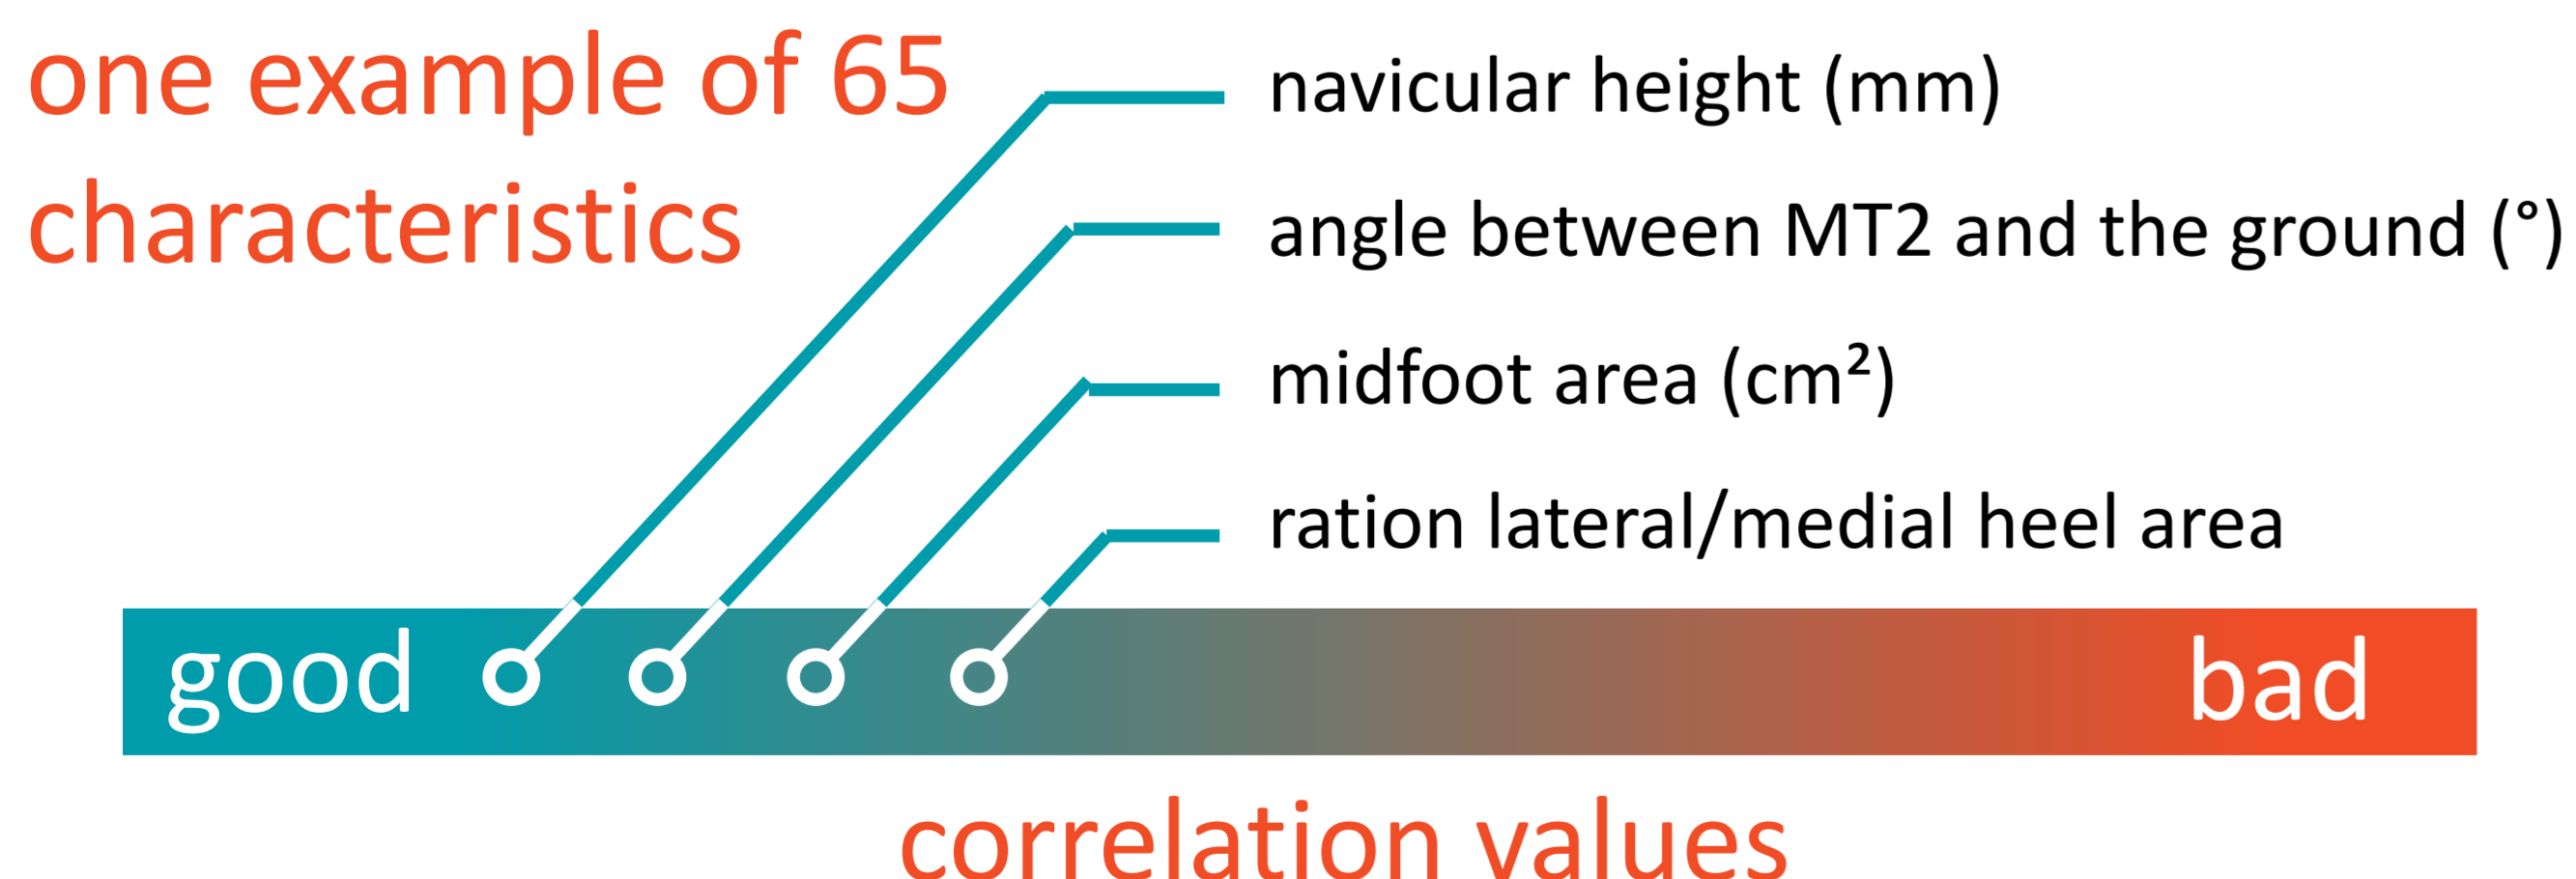 one example of 65
characteristics
navicular height (mm)
angle between MT2 and the ground (°)
midfoot area (cm²)
ration lateral/medial heel area
good
bad
correlation values